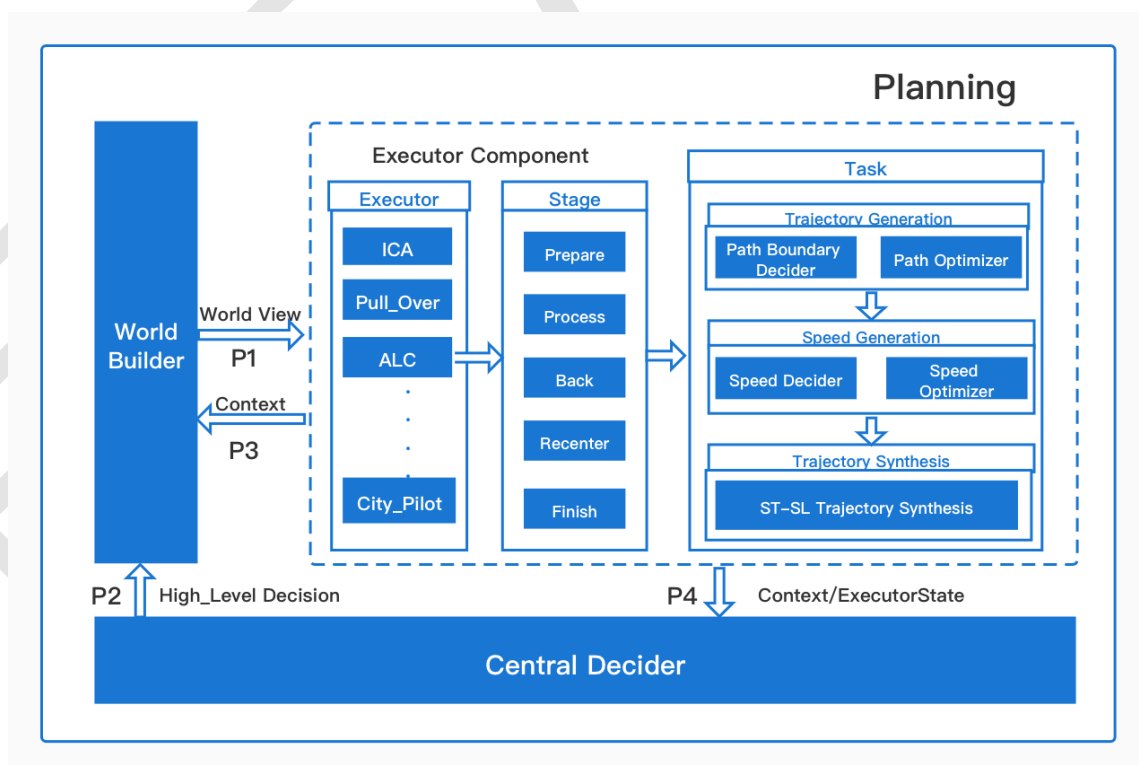 Planning
Executor Component
Executor
ICA
Pull_Over
ALC
City_Pilot
Stage
Prepare
Process
Back
Recenter
Finish
Task
Trajectory Generation
Path Boundary
Decider
Path Optimizer
Speed Generation
Speed Decider
Speed
Optimizer
Trajectory Synthesis
ST-SL Trajectory Synthesis
World
Builder
World View
P1
Context
P3
P2
High_Level Decision
P4
Context/ExecutorState
Central Decider